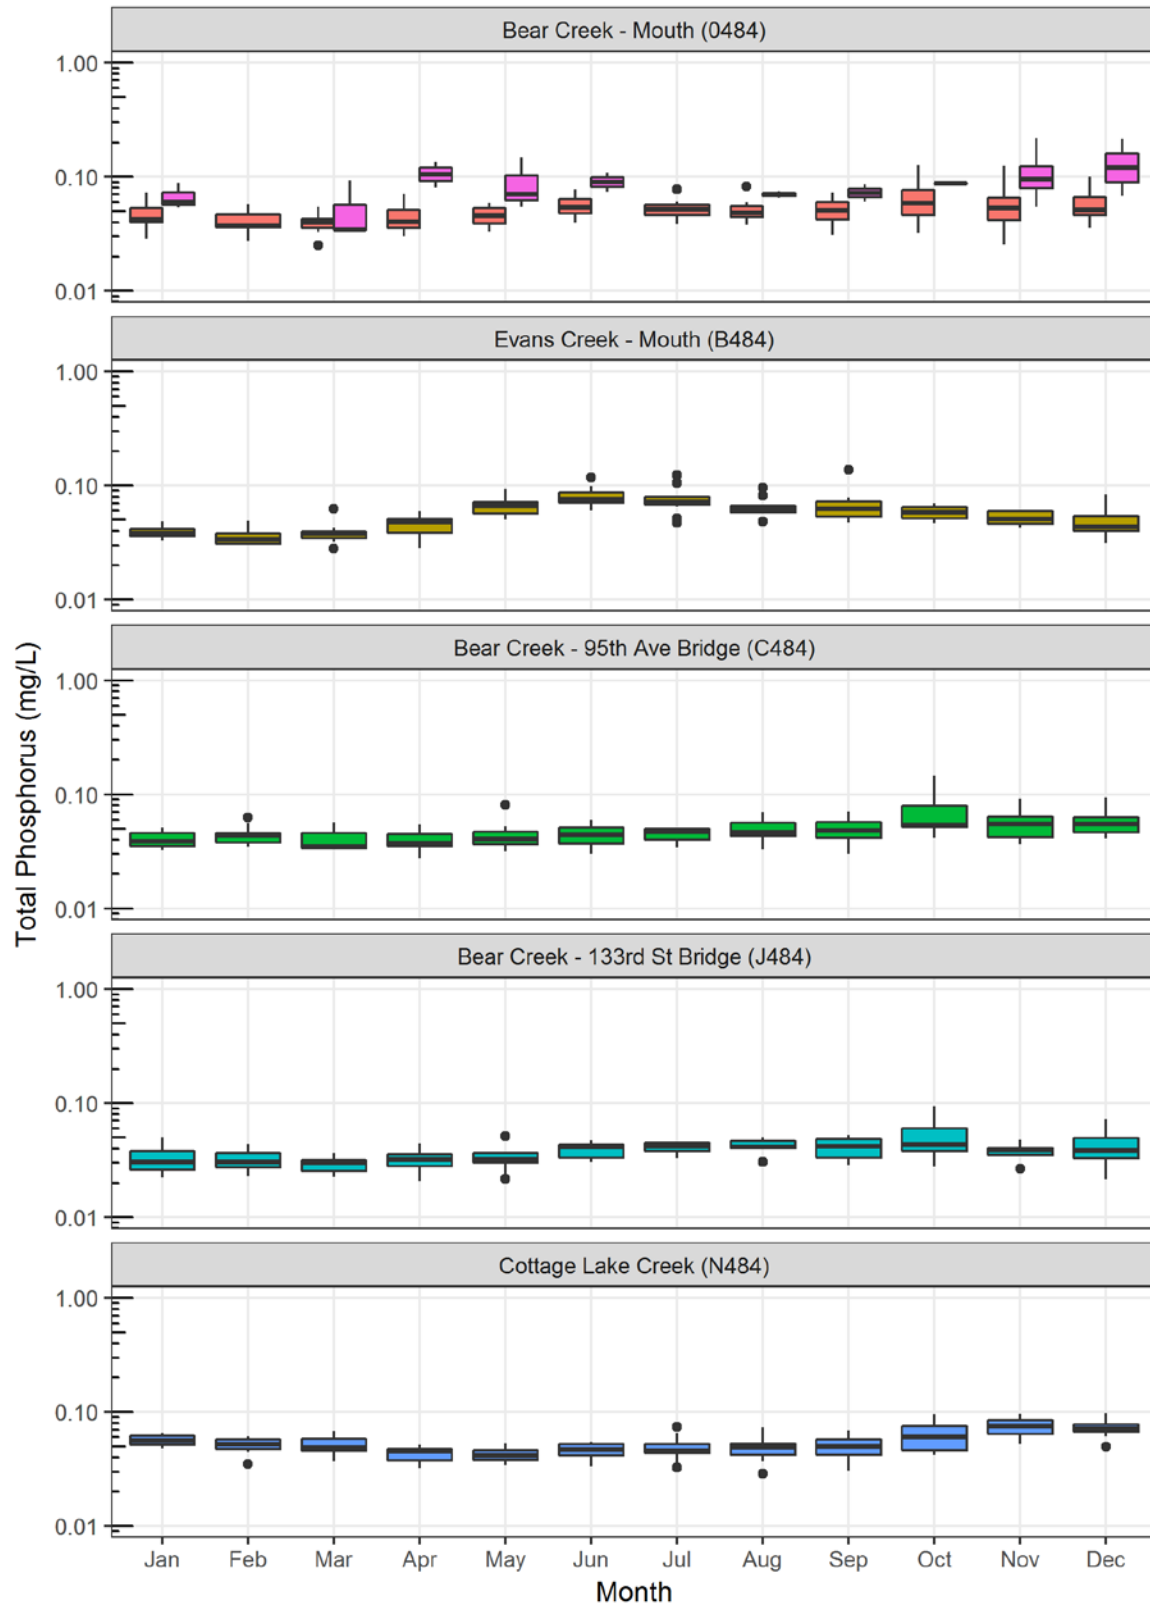 Bear Creek - Mouth (0484)
1.00
0.10
0.01
Evans Creek - Mouth (B484)
1.00
0.10
0.01
Bear Creek - 95th Ave Bridge (C484)
1.00
0.10
0.01
Total Phosphorus (mg/L)
Bear Creek - 133rd St Bridge (J484)
1.00
0.10
0.01
Cottage Lake Creek (N484)
1.00
0.10
0.01
Jan Feb Mar Apr May Jun Jul Aug Sep Oct Nov Dec
Month